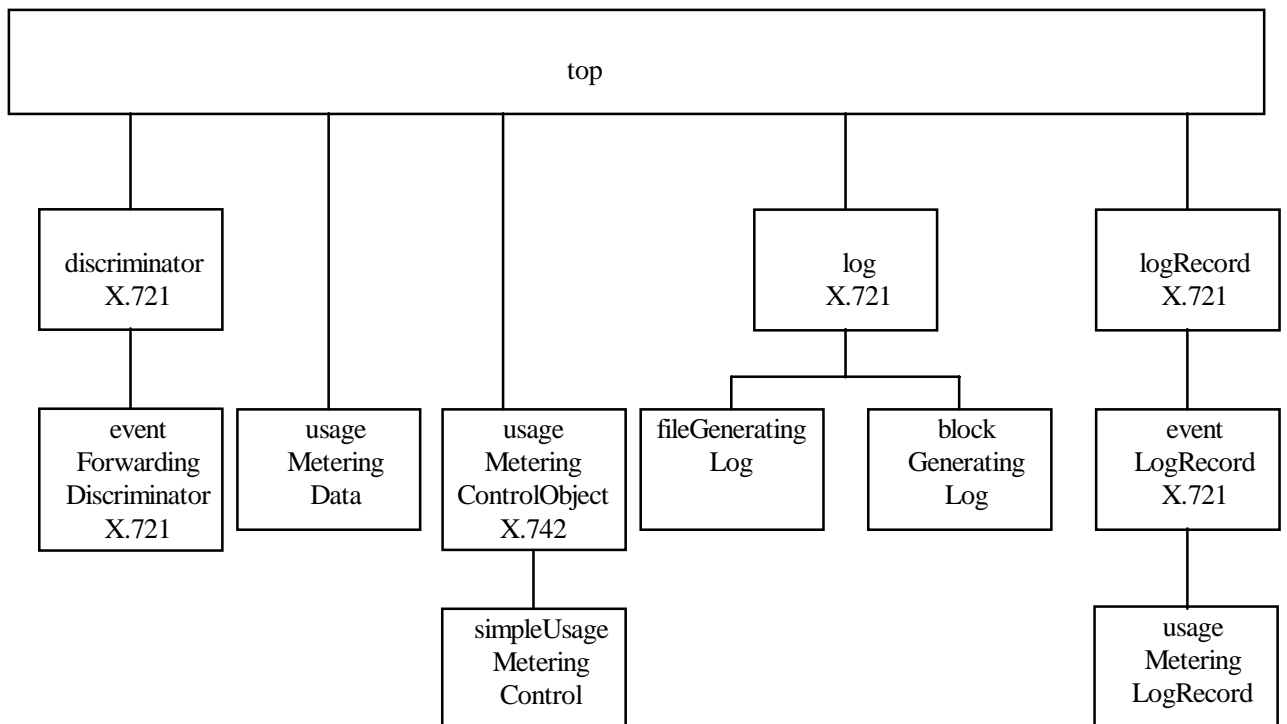 top
discriminator
X.721
log
X.721
logRecord
X.721
event
Forwarding
Discriminator
X.721
usage
Metering
Data
usage
Metering
ControlObject
X.742
fileGenerating
Log
block
Generating
Log
event
LogRecord
X.721
simpleUsage
Metering
Control
usage
Metering
LogRecord